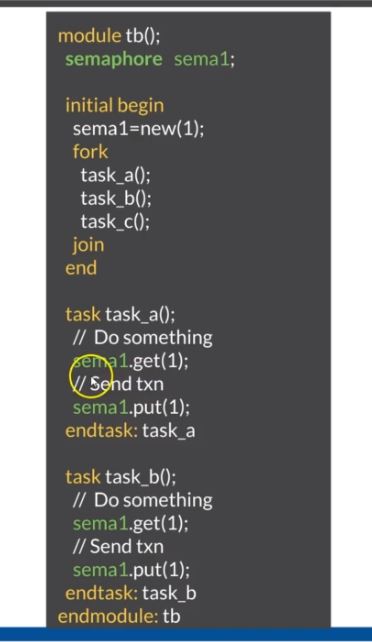 module tb();
semaphore sema1;
initial begin
sema1=new(1);
fork
task_a();
task_b();
task_c();
join
end
task task_a();
// Do something
sema1.get(1);
// Send txn
sema1.put(1);
endtask: task_a
task task_b();
// Do something
sema1.get(1);
// Send txn
sema1.put(1);
endtask: task_b
endmodule: tb